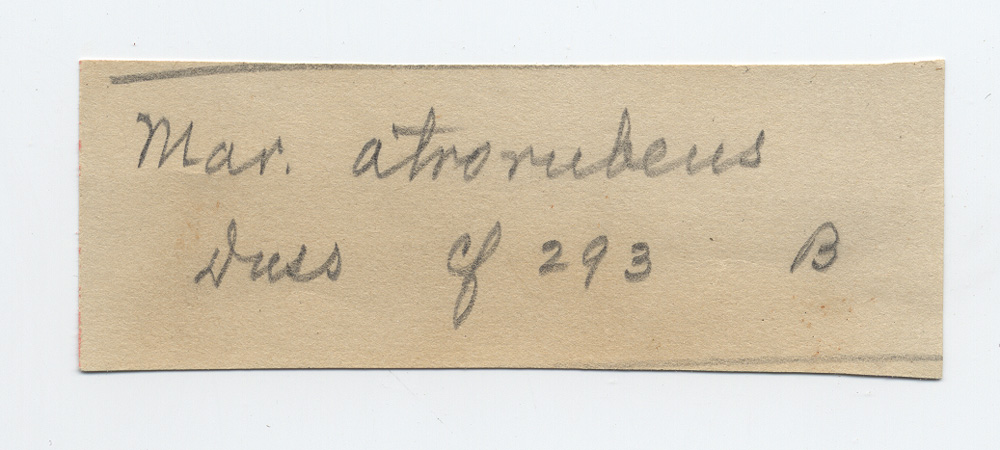 Mar. atrorubens
Duss cf 293 B